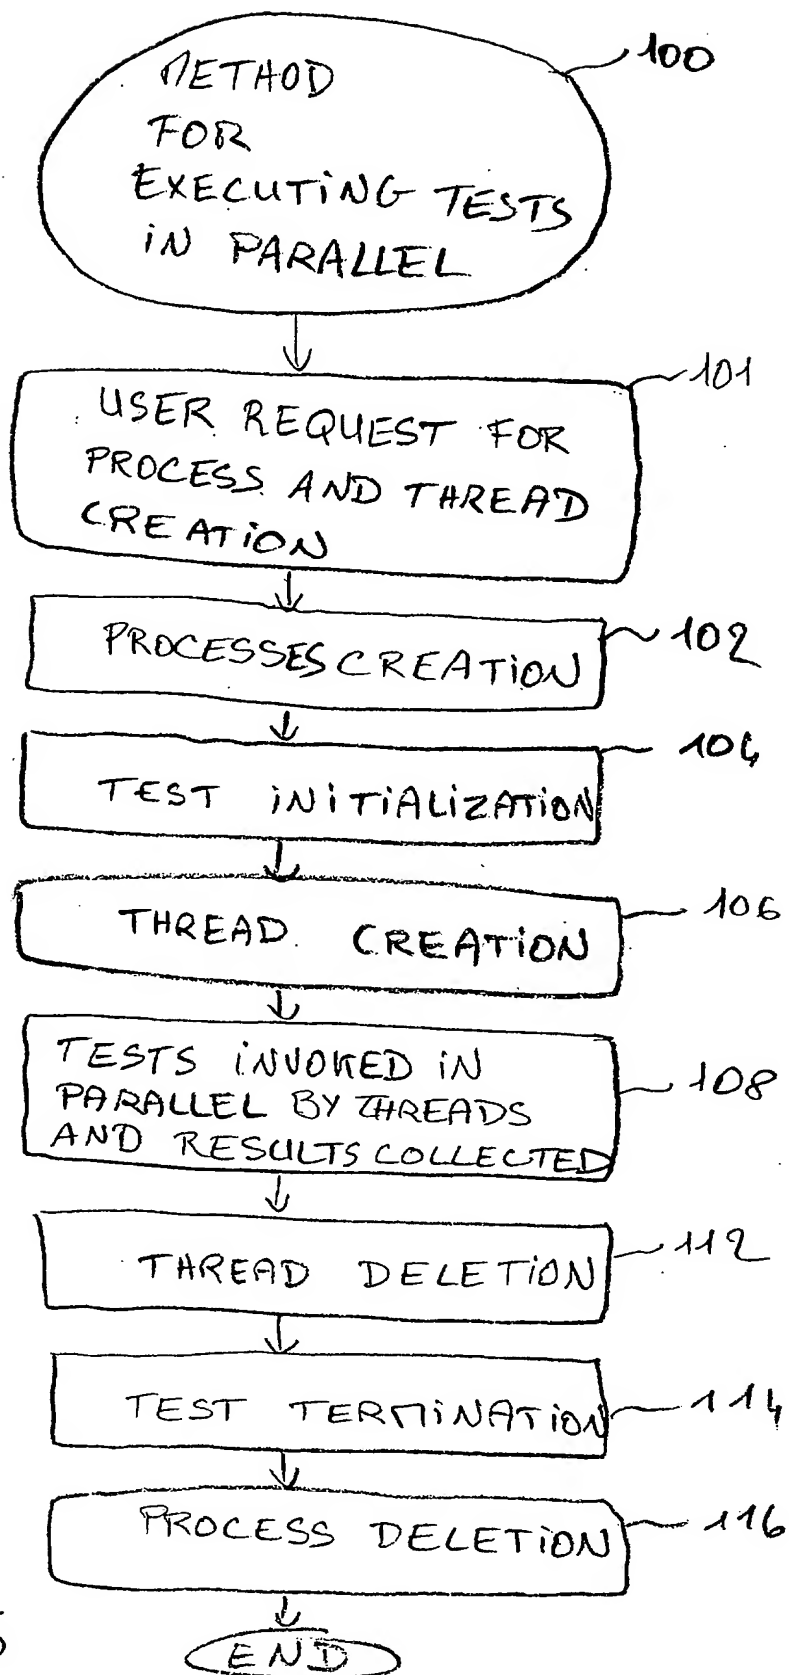 METHOD
FOR
EXECUTING TESTS
IN PARALLEL
100
USER REQUEST FOR
PROCESS AND THREAD
CREATION
101
PROCESSES CREATION
102
TEST INITIALIZATION
104
THREAD CREATION
106
TESTS INVOKED IN
PARALLEL BY THREADS
AND RESULTS COLLECTED
108
THREAD DELETION
112
TEST TERMINATION
114
PROCESS DELETION
116
END